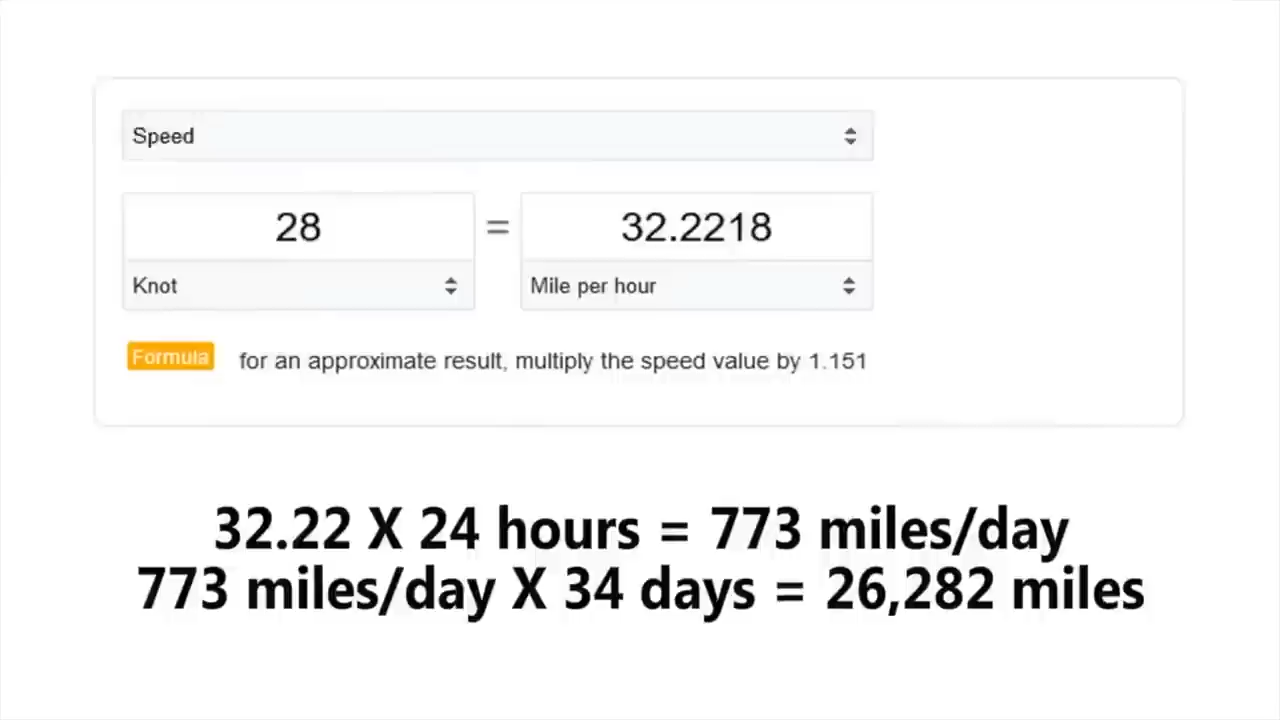 Speed
28 = 32.2218
Knot Mile per hour
Formula for an approximate result, multiply the speed value by 1.151
32.22 X 24 hours = 773 miles/day
773 miles/day X 34 days = 26,282 miles